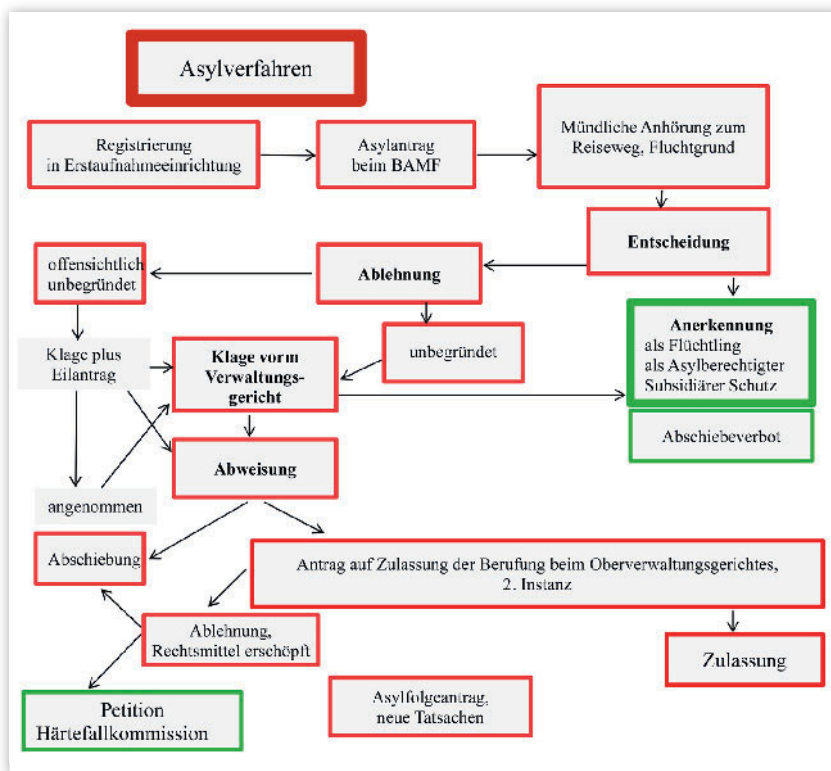 Asylverfahren
Registrierung
in Erstaufnahmeeinrichtung
Asylantrag
beim BAMF
Mündliche Anhörung zum
Reiseweg, Fluchtgrund
Entscheidung
Ablehnung
offensichtlich
unbegründet
unbegründet
Anerkennung
als Flüchtling
als Asylberechtigter
Subsidiärer Schutz
Abschiebeverbot
Klage plus
Eilantrag
Klage vorm
Verwaltungs-
gericht
Abweisung
angenommen
Abschiebung
Antrag auf Zulassung der Berufung beim Oberverwaltungsgerichtes,
2. Instanz
Ablehnung,
Rechtsmittel erschöpft
Zulassung
Petition
Härtefallkommission
Asylfolgeantrag,
neue Tatsachen